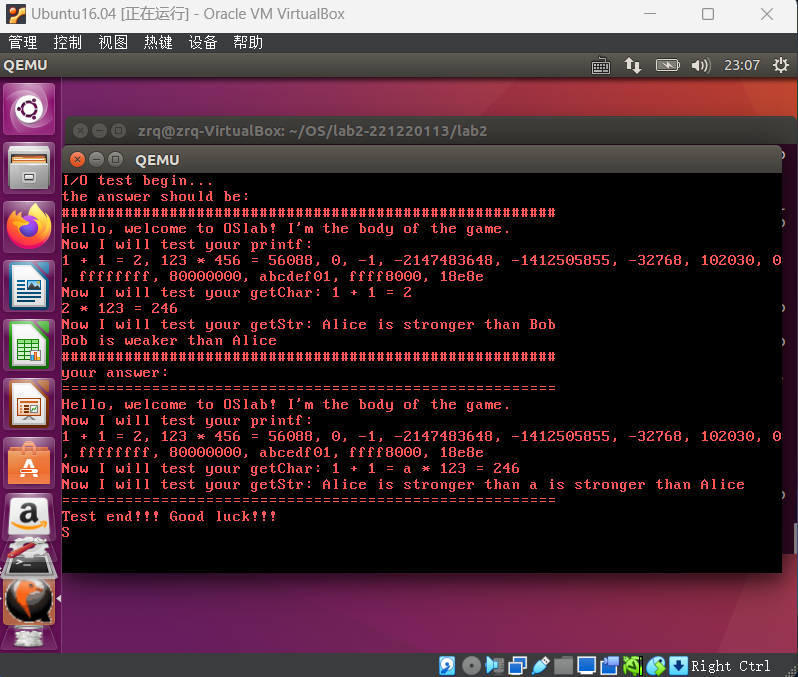 Ubuntu16.04 [正在运行] - Oracle VM VirtualBox
管理 控制 视图 热键 设备 帮助
QEMU 23:07
zrq@zrq-VirtualBox: ~/OS/lab2-221220113/lab2
QEMU
I/O test begin...
the answer should be:
#######################################################
Hello, welcome to OSlab! I'm the body of the game.
Now I will test your printf:
1 + 1 = 2, 123 * 456 = 56088, 0, -1, -2147483648, -1412505855, -32768, 102030, 0
, ffffffff, 80000000, abcdef01, ffff8000, 18e8e
Now I will test your getChar: 1 + 1 = 2
2 * 123 = 246
Now I will test your getStr: Alice is stronger than Bob
Bob is weaker than Alice
#######################################################
your answer:
=======================================================
Hello, welcome to OSlab! I'm the body of the game.
Now I will test your printf:
1 + 1 = 2, 123 * 456 = 56088, 0, -1, -2147483648, -1412505855, -32768, 102030, 0
, ffffffff, 80000000, abcdef01, ffff8000, 18e8e
Now I will test your getChar: 1 + 1 = a * 123 = 246
Now I will test your getStr: Alice is stronger than a is stronger than Alice
=======================================================
Test end!!! Good luck!!!
S
Right Ctrl